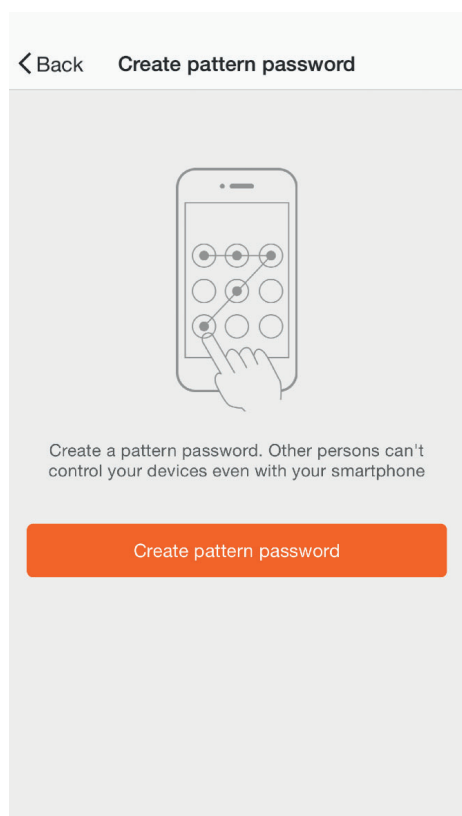 Back Create pattern password
Create a pattern password. Other persons can't
control your devices even with your smartphone
Create pattern password